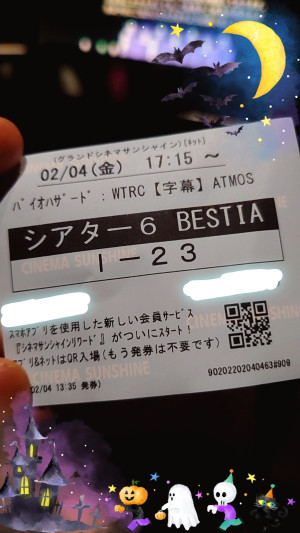 (グランドシネマサンシャイン)[ネット]
02/04(金) 17:15 ～
バイオハザード:WTRC【字幕】ATMOS
シアター6 BESTIA
I-23
CINEMA SUNSHINE
スマホアプリを使用した新しい会員サービス
『シネマサンシャインリワード』がついにスタート!
アプリ&ネットはQR入場(もう発券は不要です)
CINEMA SUNSHINE
02/04 13:35 発券)